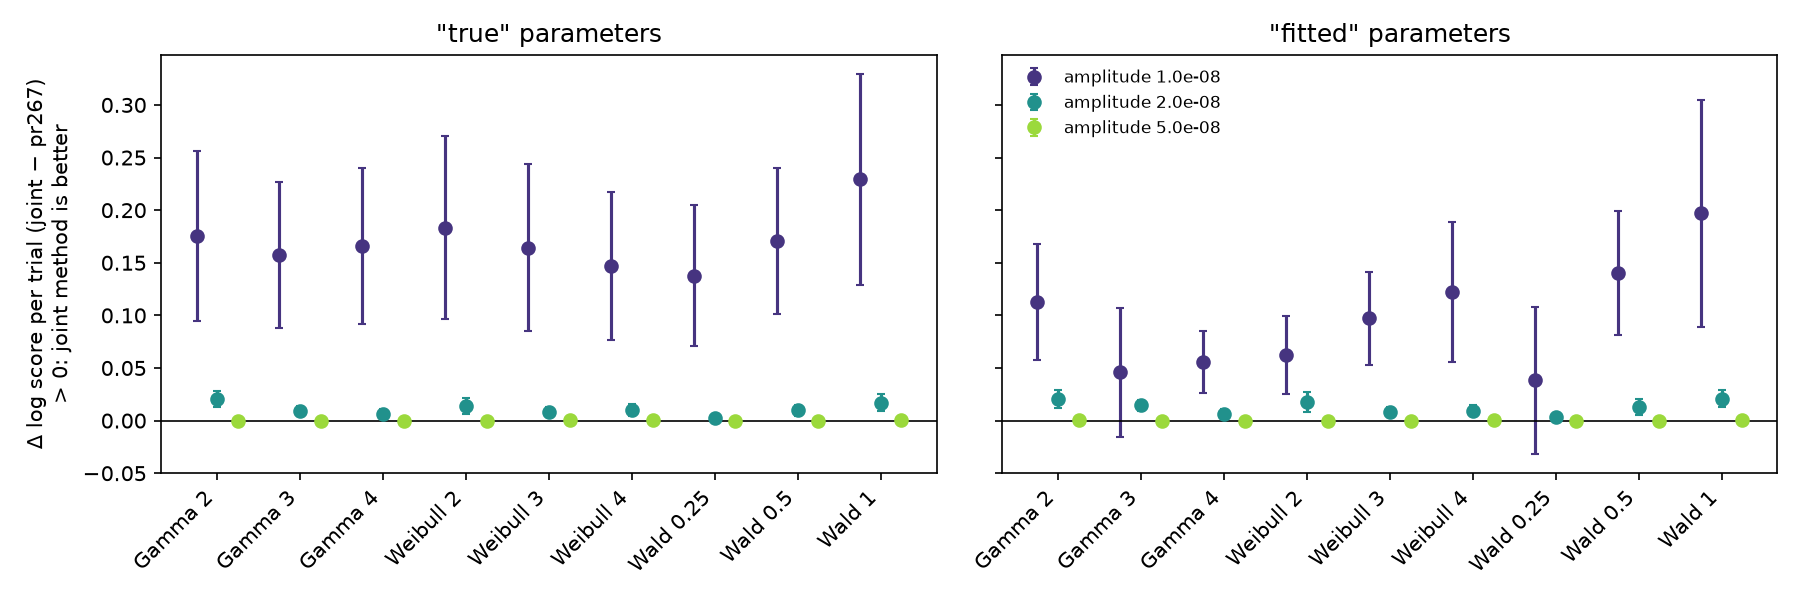 "true" parameters
"fitted" parameters
Δ log score per trial (joint − pr267)
> 0: joint method is better
0.30
0.25
0.20
0.15
0.10
0.05
0.00
−0.05
amplitude 1.0e-08
amplitude 2.0e-08
amplitude 5.0e-08
Gamma 2
Gamma 3
Gamma 4
Weibull 2
Weibull 3
Weibull 4
Wald 0.25
Wald 0.5
Wald 1
Gamma 2
Gamma 3
Gamma 4
Weibull 2
Weibull 3
Weibull 4
Wald 0.25
Wald 0.5
Wald 1